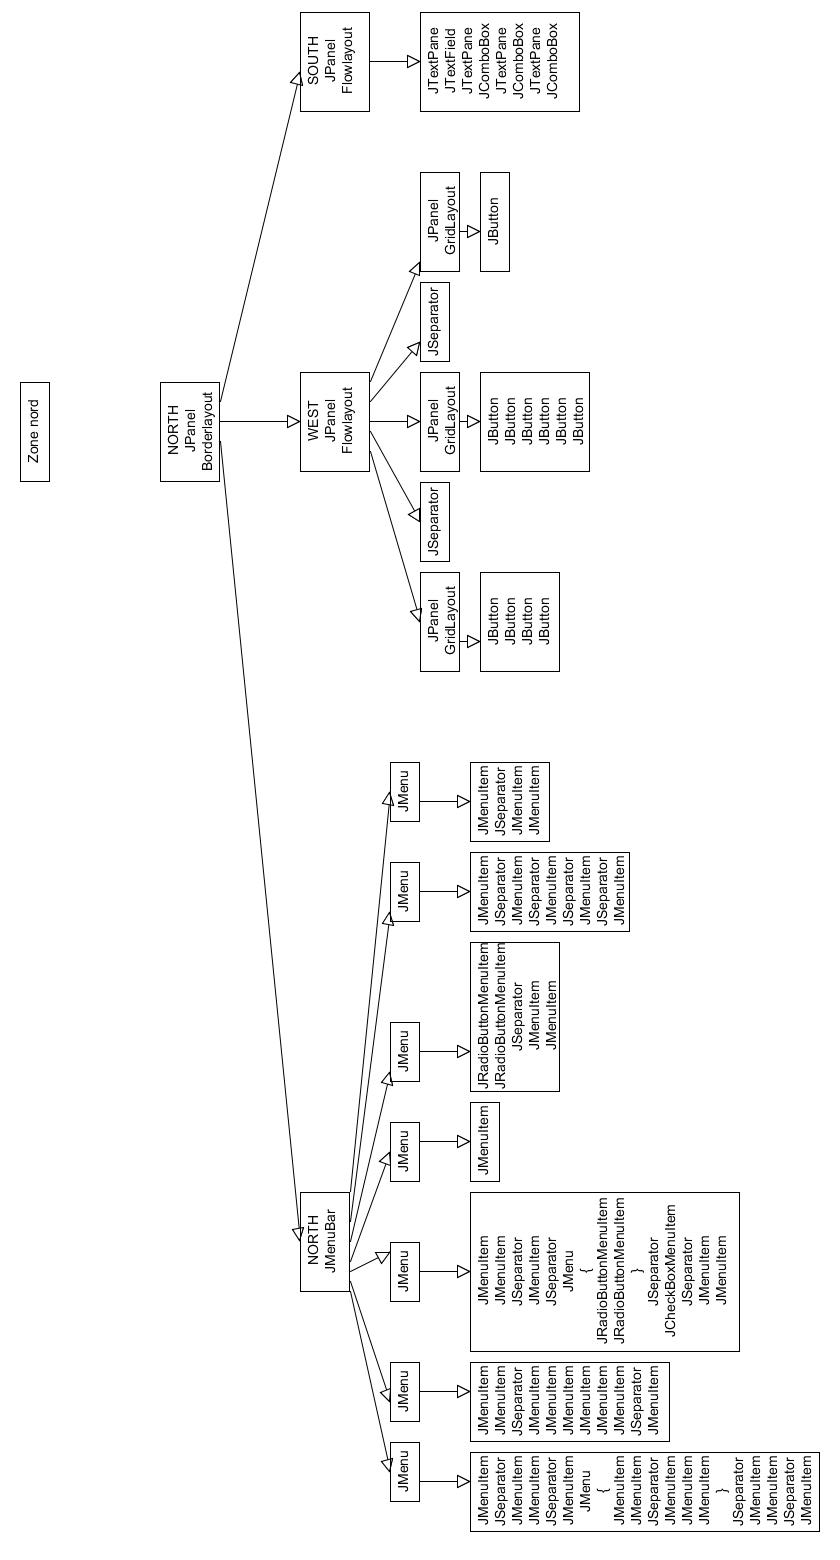 Zone nord
NORTH
JPanel
Borderlayout
NORTH
JMenuBar
WEST
JPanel
Flowlayout
SOUTH
JPanel
Flowlayout
JMenu
JMenu
JMenu
JMenu
JMenu
JMenu
JMenu
JPanel
GridLayout
JSeparator
JPanel
GridLayout
JSeparator
JPanel
GridLayout
JTextPane
JTextField
JTextPane
JComboBox
JTextPane
JComboBox
JTextPane
JComboBox
JMenuItem
JSeparator
JMenuItem
JMenuItem
JSeparator
JMenuItem
JMenu
{
JMenuItem
JMenuItem
JSeparator
JMenuItem
JMenuItem
JMenuItem
}
JSeparator
JMenuItem
JMenuItem
JSeparator
JMenuItem
JMenuItem
JMenuItem
JSeparator
JMenuItem
JMenuItem
JMenuItem
JMenuItem
JMenuItem
JMenuItem
JSeparator
JMenuItem
JMenuItem
JMenuItem
JSeparator
JMenuItem
JSeparator
JMenu
{
JRadioButtonMenuItem
JRadioButtonMenuItem
}
JSeparator
JCheckBoxMenuItem
JSeparator
JMenuItem
JMenuItem
JMenuItem
JRadioButtonMenuItem
JRadioButtonMenuItem
JSeparator
JMenuItem
JMenuItem
JMenuItem
JSeparator
JMenuItem
JSeparator
JMenuItem
JSeparator
JMenuItem
JSeparator
JMenuItem
JMenuItem
JSeparator
JMenuItem
JMenuItem
JButton
JButton
JButton
JButton
JButton
JButton
JButton
JButton
JButton
JButton
JButton